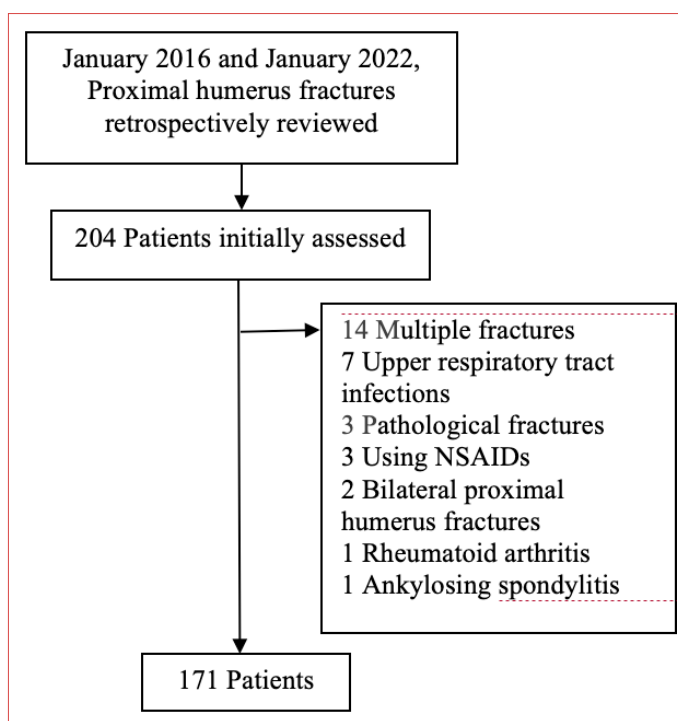 January 2016 and January 2022,
Proximal humerus fractures
retrospectively reviewed
204 Patients initially assessed
14 Multiple fractures
7 Upper respiratory tract
infections
3 Pathological fractures
3 Using NSAIDs
2 Bilateral proximal
humerus fractures
1 Rheumatoid arthritis
1 Ankylosing spondylitis
171 Patients